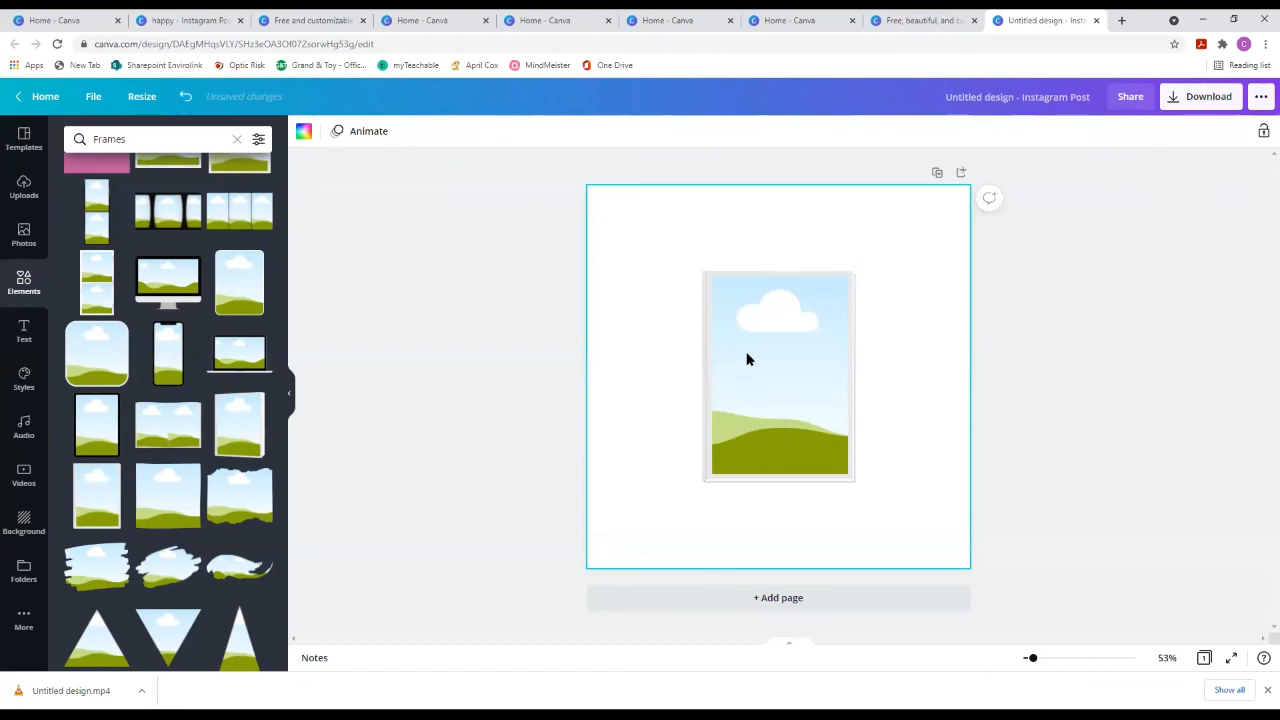 Home - Canva
happy - Instagram Po
Free and customizable
Home - Canva
Home - Canva
Home - Canva
Home - Canva
Free, beautiful, and cu
Untitled design - Insta
canva.com/design/DAEgMHqsVLY/SHz3eOA3Of07ZsorwHg53g/edit
Apps
New Tab
Sharepoint Envirolink
Optic Risk
Grand & Toy - Offic...
myTeachable
April Cox
MindMeister
One Drive
Reading list
Home
File
Resize
Unsaved changes
Untitled design - Instagram Post
Share
Download
Templates
Uploads
Photos
Elements
Text
Styles
Audio
Videos
Background
Folders
More
Frames
Animate
+ Add page
Notes
53%
1
Untitled design.mp4
Show all